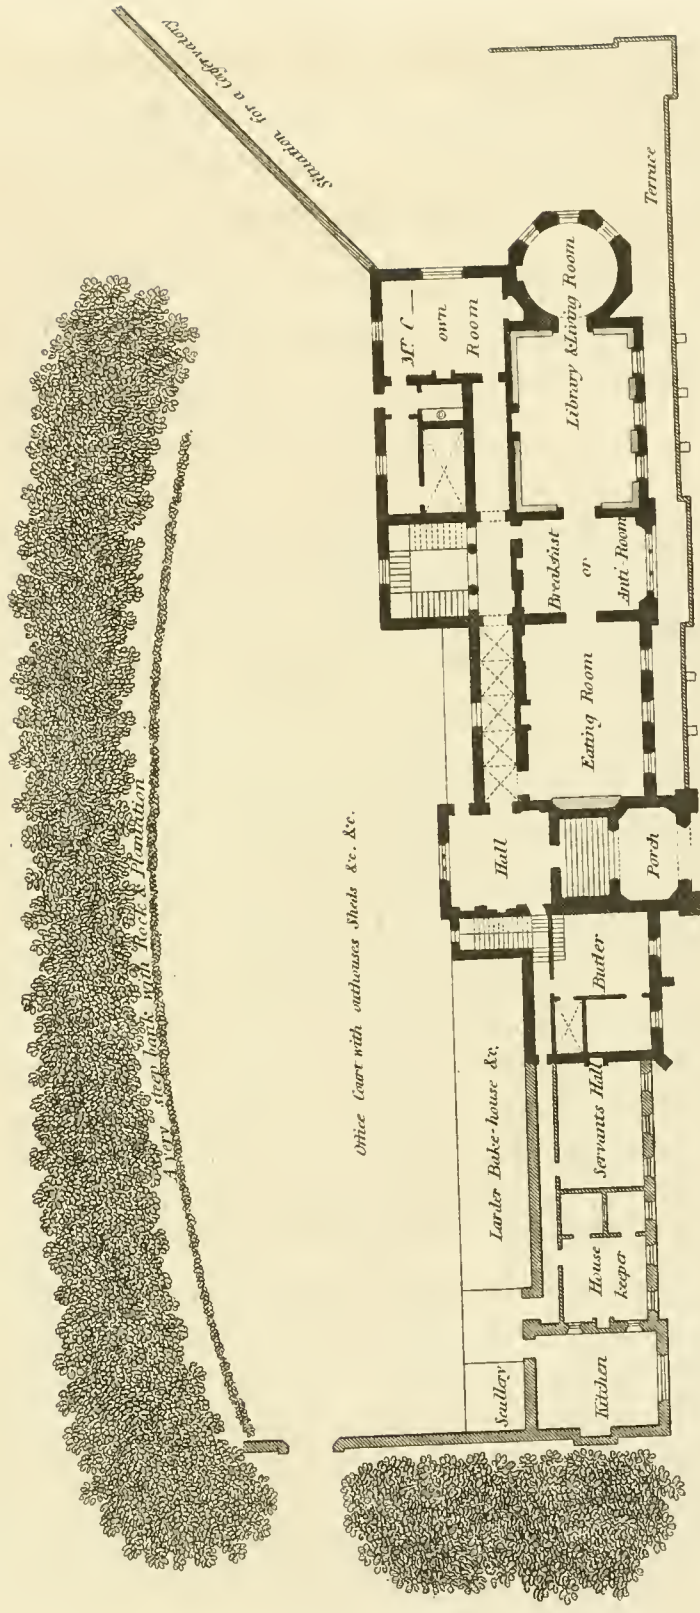 Situation for a Conservatory
A very steep bank with Rock & Plantation
Office Court with outhouses Sheds &c. &c.
Terrace
Mr. C—
own
Room
Library & Living Room
Breakfast
or
Anti-Room
Eating Room
Hall
Porch
Butler
Larder Bake-house &c.
Servants Hall
House
keeper
Scullery
Kitchen